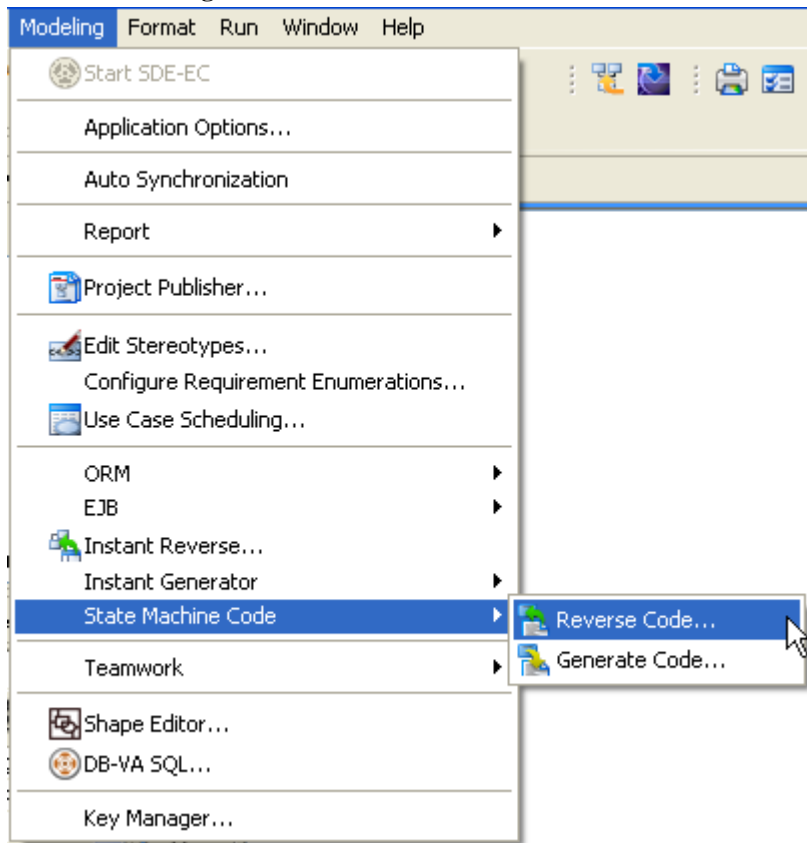 Modeling Format Run Window Help
Start SDE-EC
Application Options...
Auto Synchronization
Report
Project Publisher...
Edit Stereotypes...
Configure Requirement Enumerations...
Use Case Scheduling...
ORM
EJB
Instant Reverse...
Instant Generator
State Machine Code
Reverse Code...
Generate Code...
Teamwork
Shape Editor...
DB-VA SQL...
Key Manager...